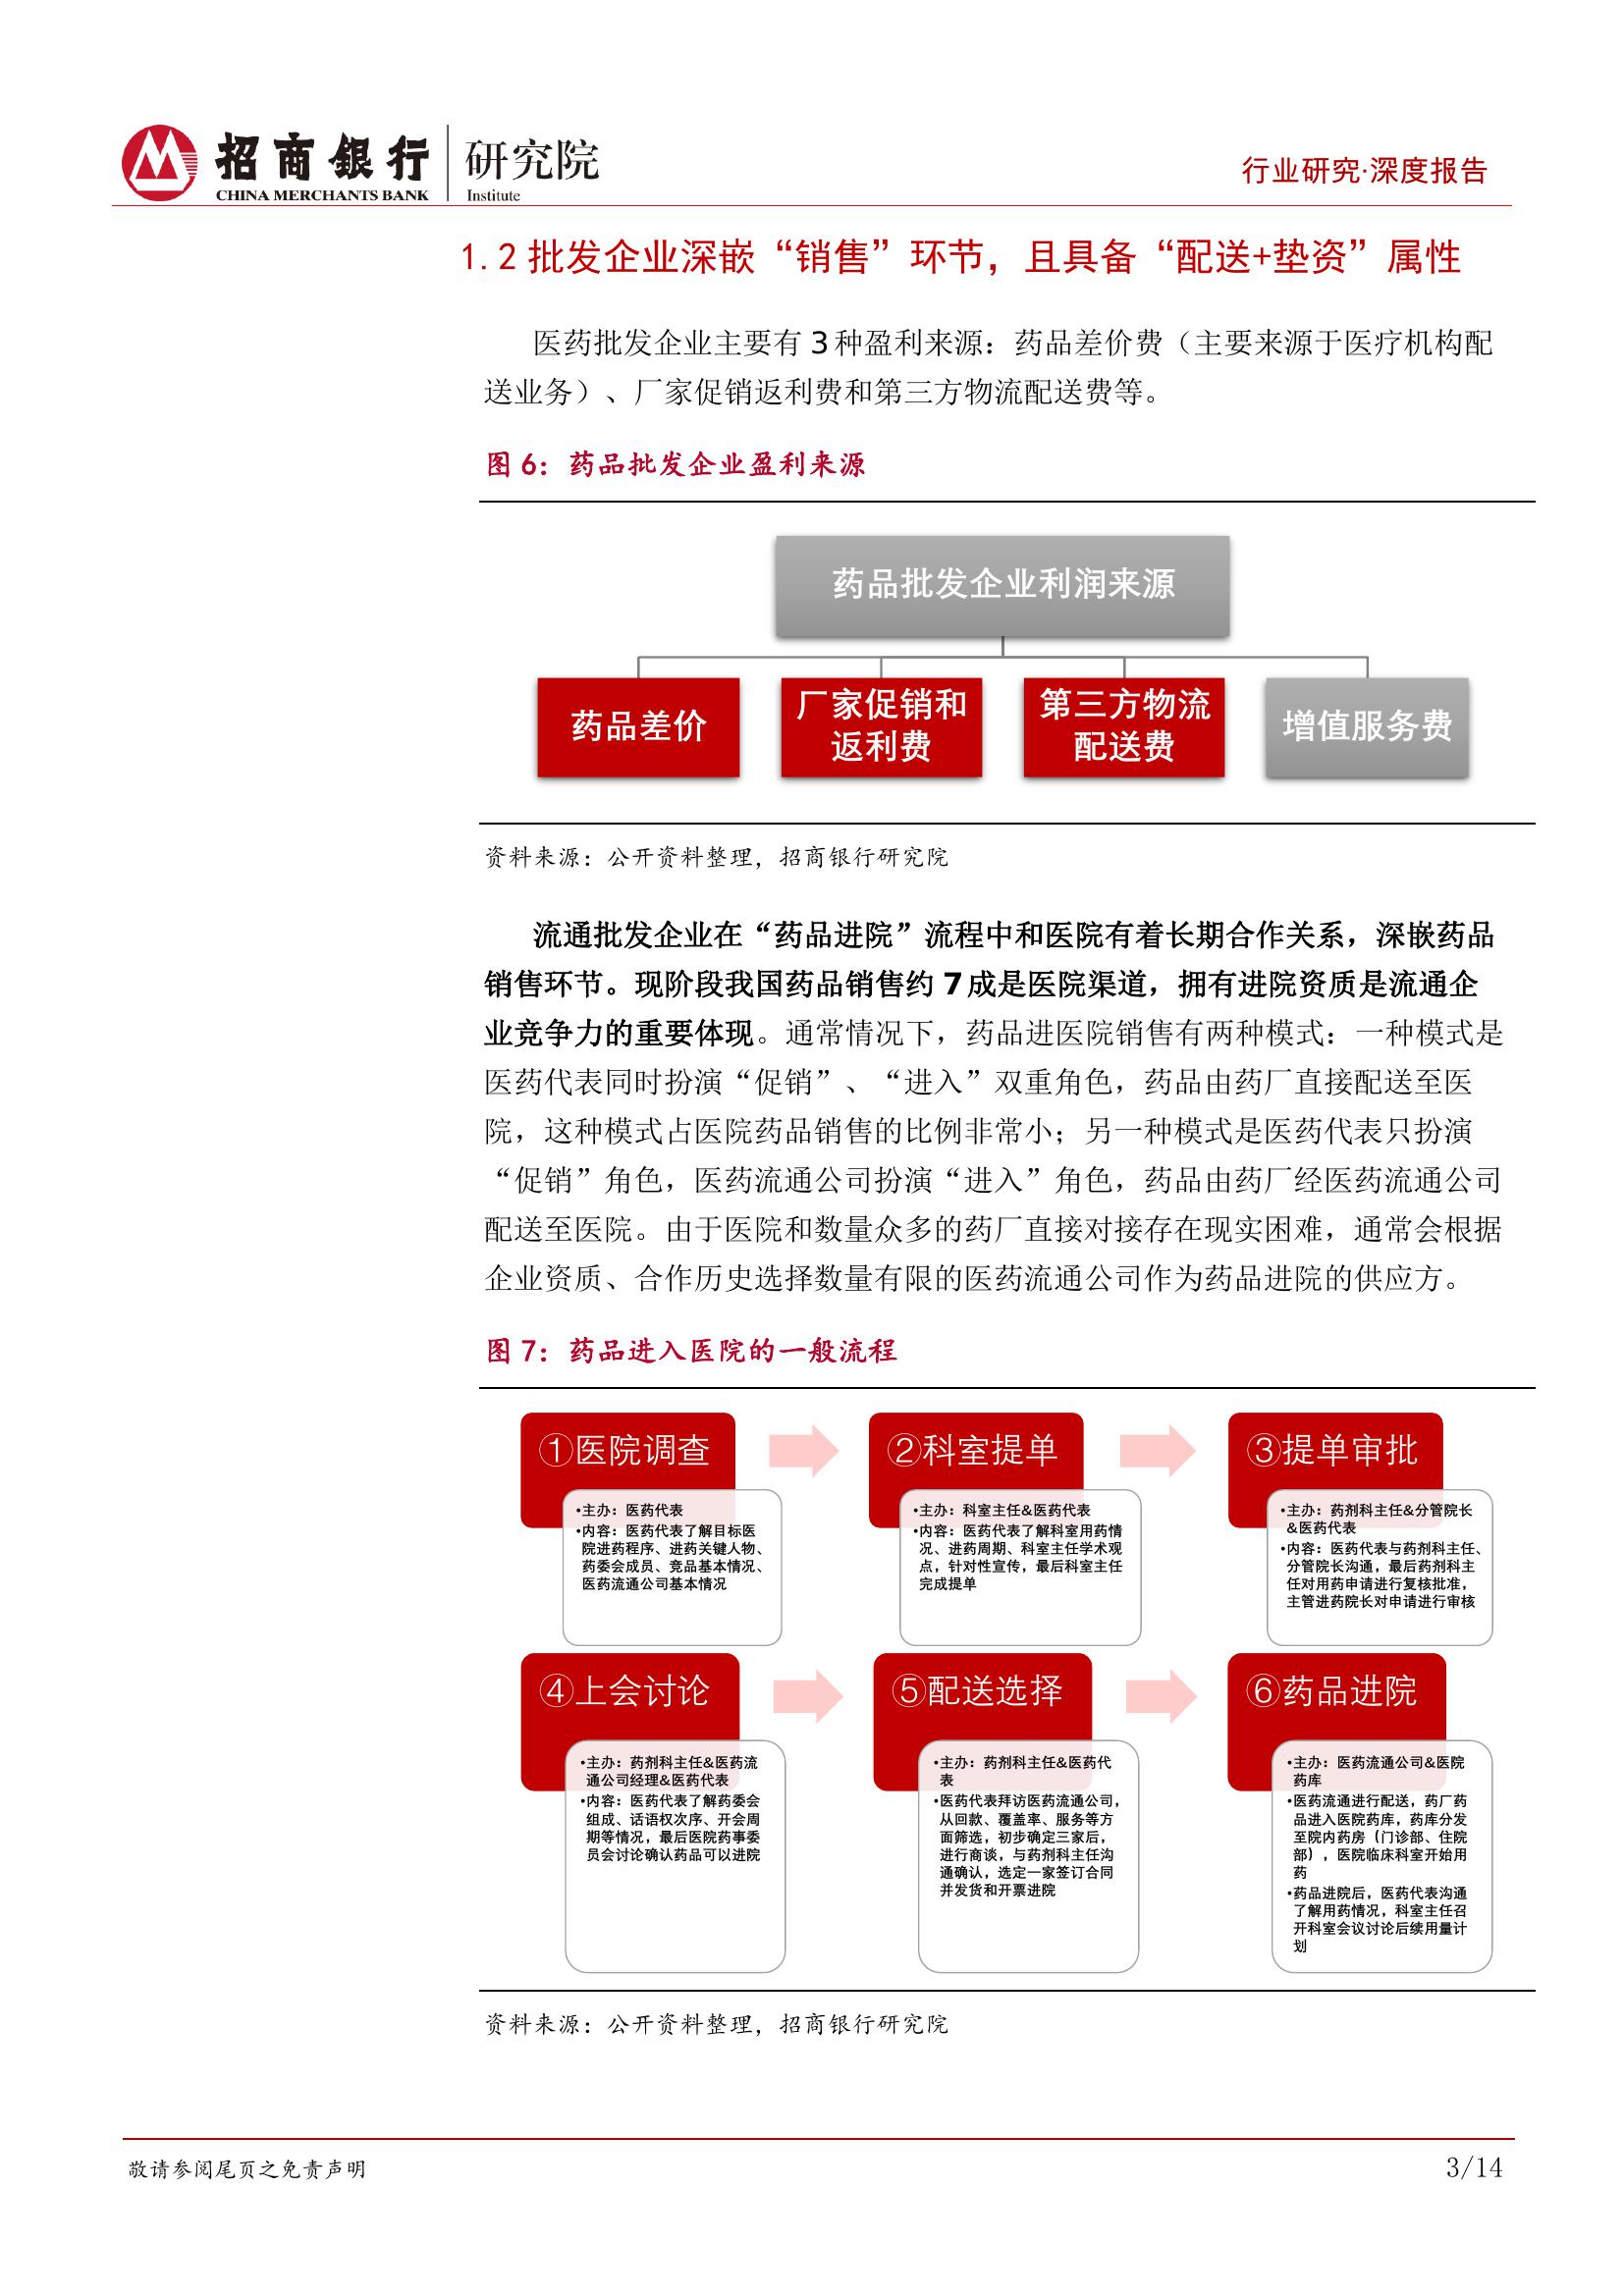 招商银行
CHINA MERCHANTS BANK
研究院
Institute
行业研究·深度报告
1.2 批发企业深嵌“销售”环节，且具备“配送+垫资”属性
医药批发企业主要有 3 种盈利来源：药品差价费（主要来源于医疗机构配
送业务）、厂家促销返利费和第三方物流配送费等。
图 6：药品批发企业盈利来源
药品批发企业利润来源
药品差价
厂家促销和
返利费
第三方物流
配送费
增值服务费
资料来源：公开资料整理，招商银行研究院
流通批发企业在“药品进院”流程中和医院有着长期合作关系，深嵌药品
销售环节。现阶段我国药品销售约 7 成是医院渠道，拥有进院资质是流通企
业竞争力的重要体现。通常情况下，药品进医院销售有两种模式：一种模式是
医药代表同时扮演“促销”、“进入”双重角色，药品由药厂直接配送至医
院，这种模式占医院药品销售的比例非常小；另一种模式是医药代表只扮演
“促销”角色，医药流通公司扮演“进入”角色，药品由药厂经医药流通公司
配送至医院。由于医院和数量众多的药厂直接对接存在现实困难，通常会根据
企业资质、合作历史选择数量有限的医药流通公司作为药品进院的供应方。
图 7：药品进入医院的一般流程
①医院调查
•主办：医药代表
•内容：医药代表了解目标医
院进药程序、进药关键人物、
药委会成员、竞品基本情况、
医药流通公司基本情况
②科室提单
•主办：科室主任&医药代表
•内容：医药代表了解科室用药情
况、进药周期、科室主任学术观
点，针对性宣传，最后科室主任
完成提单
③提单审批
•主办：药剂科主任&分管院长
&医药代表
•内容：医药代表与药剂科主任、
分管院长沟通，最后药剂科主
任对用药申请进行复核批准，
主管进药院长对申请进行审核
④上会讨论
•主办：药剂科主任&医药流
通公司经理&医药代表
•内容：医药代表了解药委会
组成、话语权次序、开会周
期等情况，最后医院药事委
员会讨论确认药品可以进院
⑤配送选择
•主办：药剂科主任&医药代
表
•医药代表拜访医药流通公司，
从回款、覆盖率、服务等方
面筛选，初步确定三家后，
进行商谈，与药剂科主任沟
通确认，选定一家签订合同
并发货和开票进院
⑥药品进院
•主办：医药流通公司&医院
药库
•医药流通进行配送，药厂药
品进入医院药库，药库分发
至院内药房（门诊部、住院
部），医院临床科室开始用
药
•药品进院后，医药代表沟通
了解用药情况，科室主任召
开科室会议讨论后续用量计
划
资料来源：公开资料整理，招商银行研究院
敬请参阅尾页之免责声明
3/14